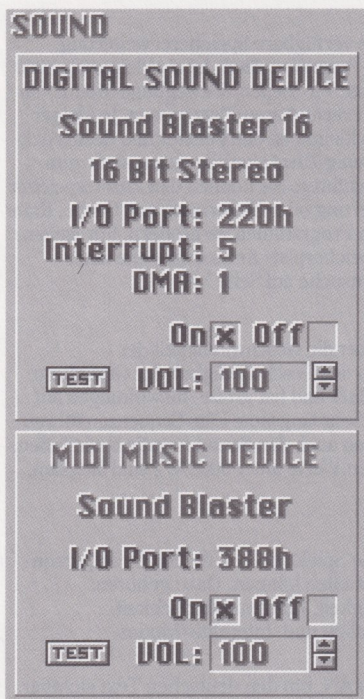 SOUND
DIGITAL SOUND DEVICE
Sound Blaster 16
16 Bit Stereo
I/O Port: 220h
Interrupt: 5
DMA: 1
On x Off
TEST VOL: 100
MIDI MUSIC DEVICE
Sound Blaster
I/O Port: 388h
On x Off
TEST VOL: 100